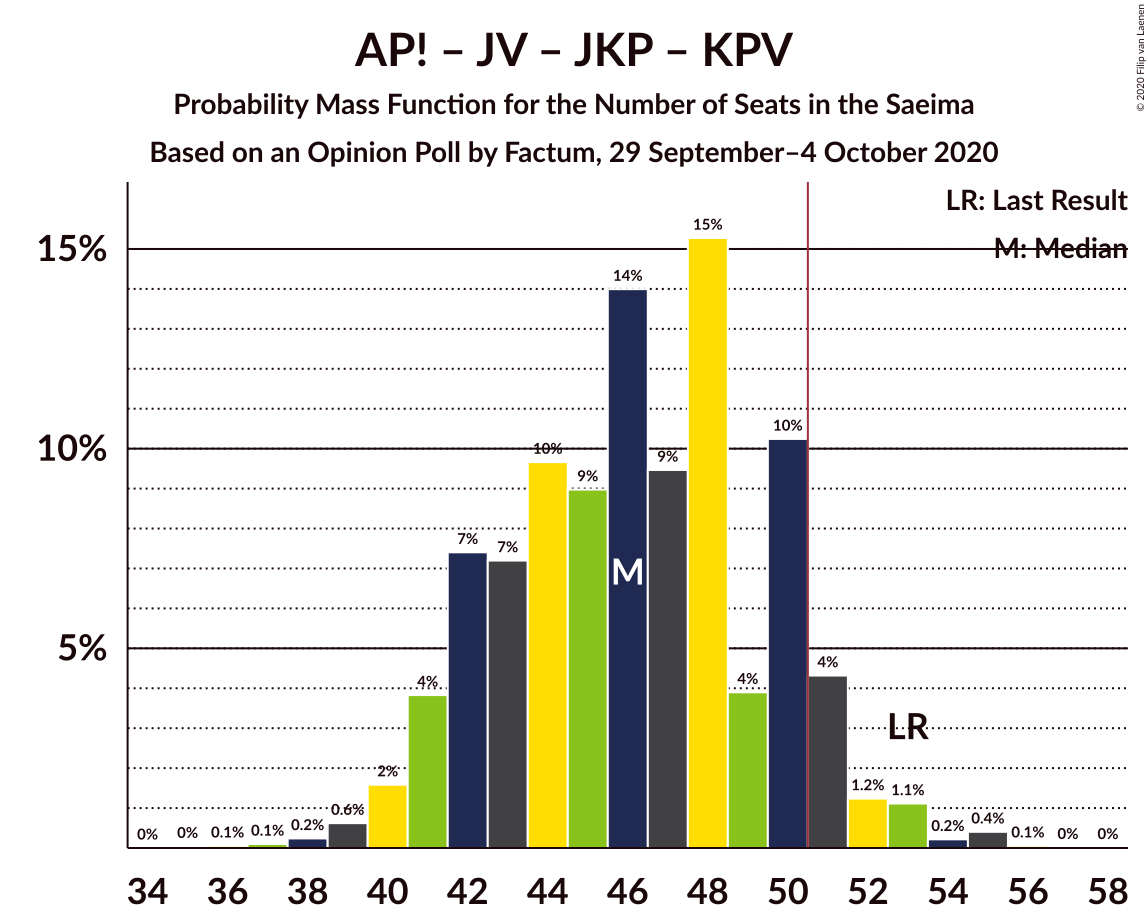 AP! – JV – JKP – KPV
Probability Mass Function for the Number of Seats in the Saeima
Based on an Opinion Poll by Factum, 29 September–4 October 2020
© 2020 Filip van Laenen
LR: Last Result
M: Median
15%
10%
5%
0% 0% 0.1% 0.1% 0.2% 0.6% 2% 4% 7% 7% 10% 9% 14% 9% 15% 4% 10% 4% 1.2% 1.1% 0.2% 0.4% 0.1% 0% 0%
M
LR
34 36 38 40 42 44 46 48 50 52 54 56 58